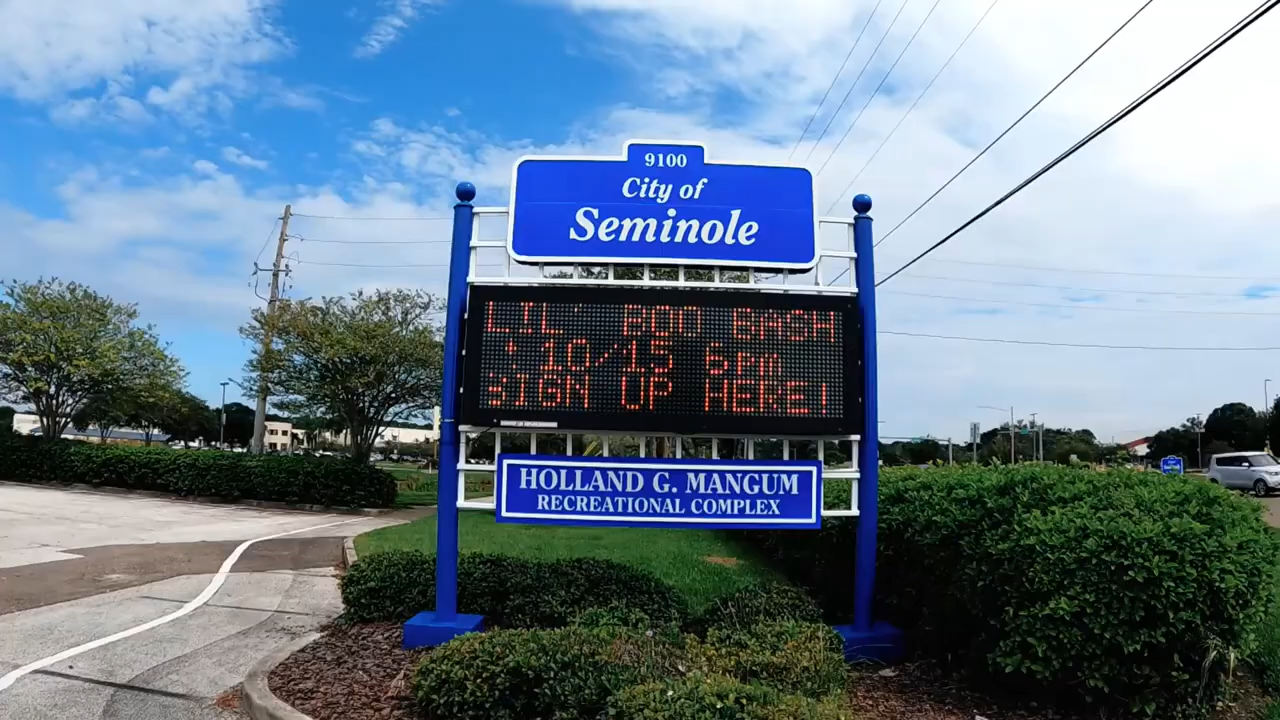 9100
City of
Seminole
LIL' BOO BASH
10/15 6pm
SIGN UP HERE!
HOLLAND G. MANGUM
RECREATIONAL COMPLEX